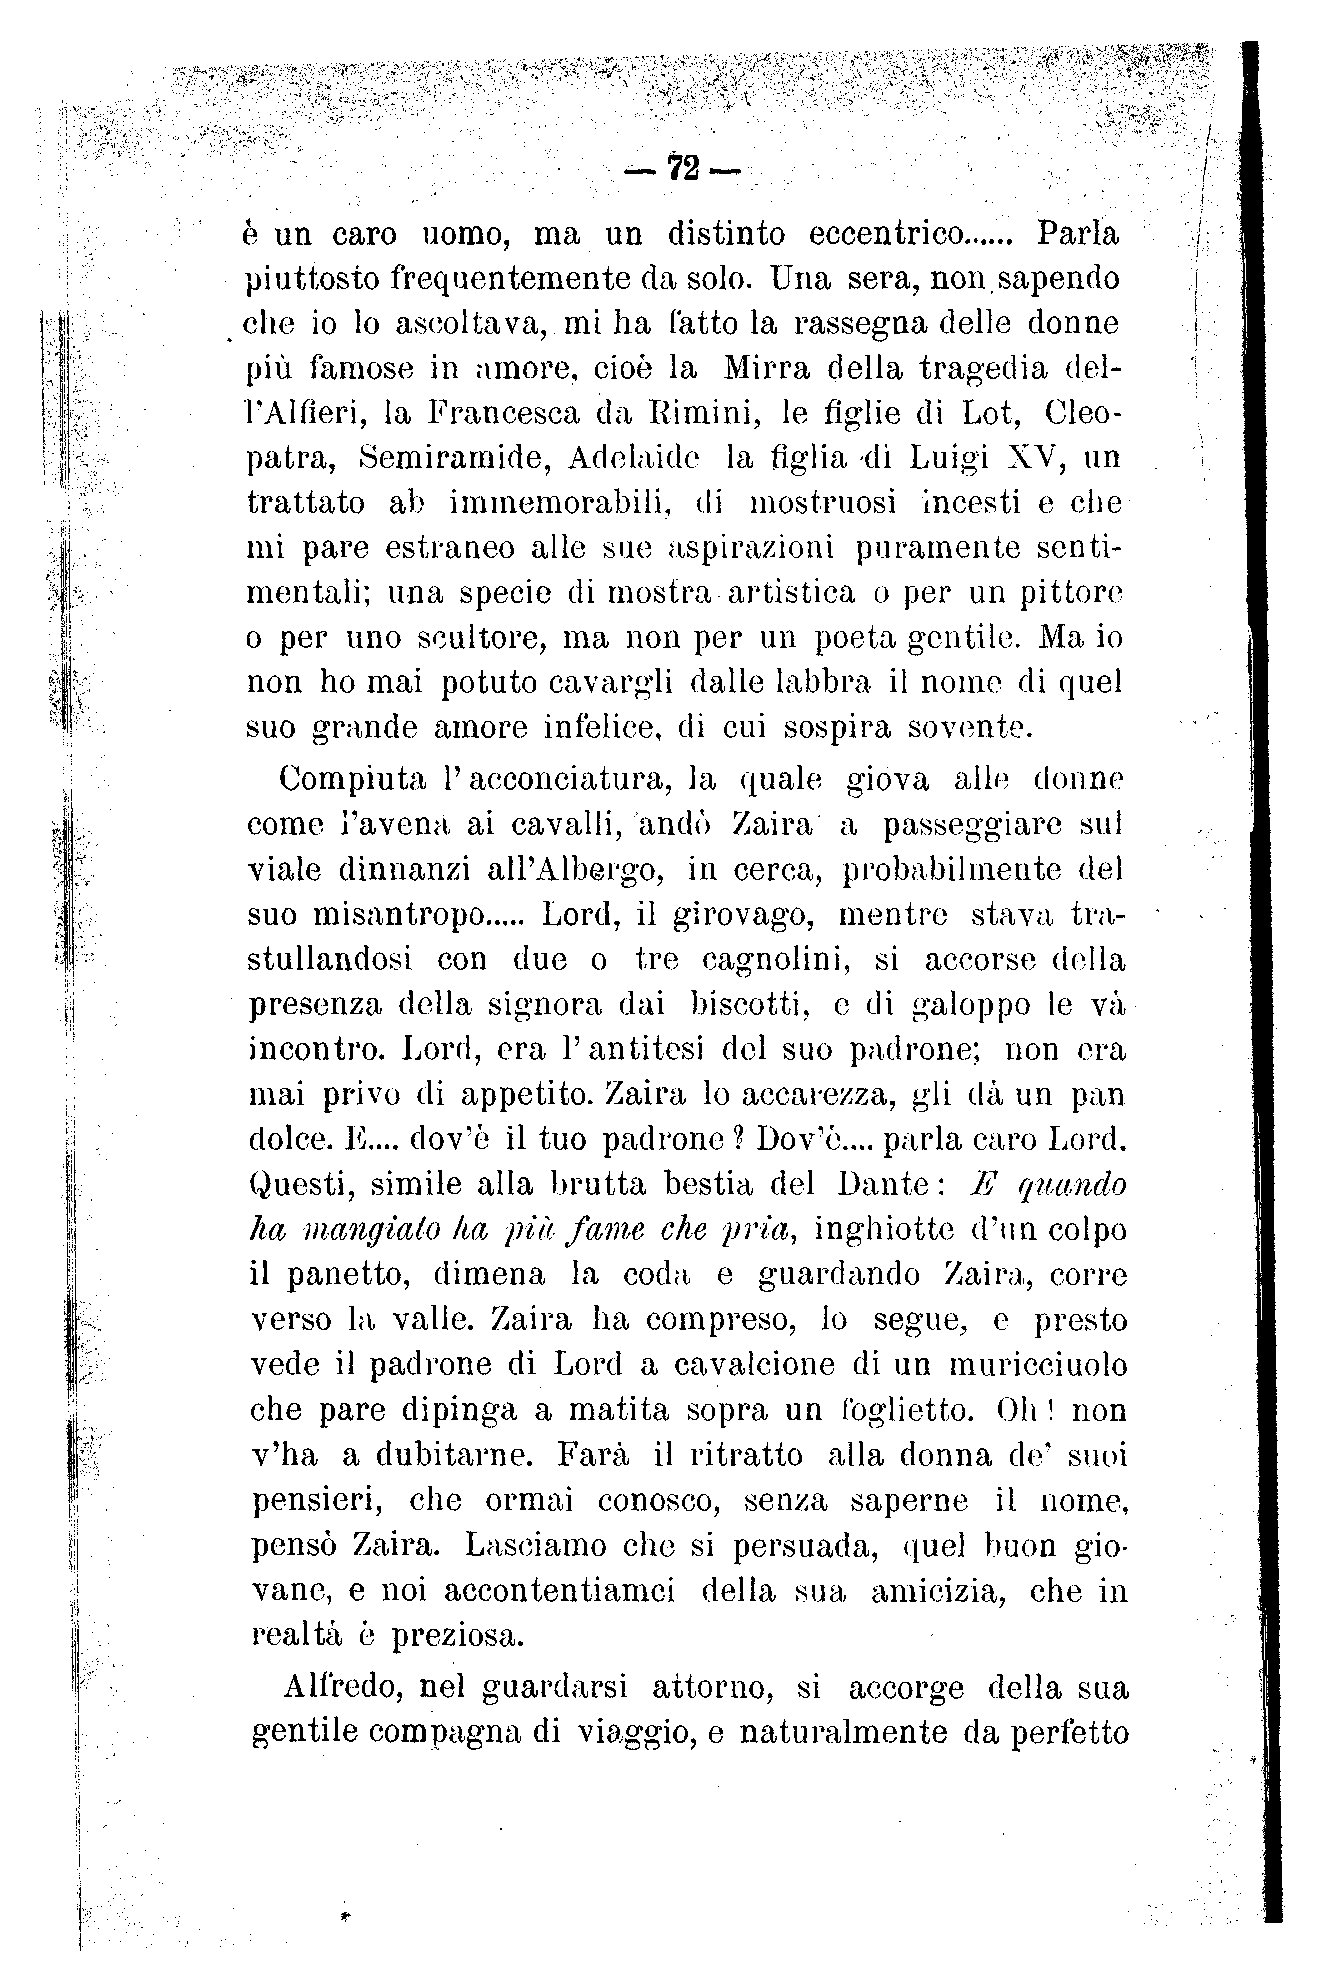 — 72 —
è un caro uomo, ma un distinto eccentrico...... Parla
piuttosto frequentemente da solo. Una sera, non sapendo
che io lo ascoltava, mi ha fatto la rassegna delle donne
più famose in amore, cioè la Mirra della tragedia del-
l'Alfieri, la Francesca da Rimini, le figlie di Lot, Cleo-
patra, Semiramide, Adelaide la figlia di Luigi XV, un
trattato ab immemorabili, di mostruosi incesti e che
mi pare estraneo alle sue aspirazioni puramente senti-
mentali; una specie di mostra artistica o per un pittore
o per uno scultore, ma non per un poeta gentile. Ma io
non ho mai potuto cavargli dalle labbra il nome di quel
suo grande amore infelice, di cui sospira sovente.
Compiuta l'acconciatura, la quale giova alle donne
come l'avena ai cavalli, andò Zaira a passeggiare sul
viale dinnanzi all'Albergo, in cerca, probabilmente del
suo misantropo..... Lord, il girovago, mentre stava tra-
stullandosi con due o tre cagnolini, si accorse della
presenza della signora dai biscotti, e di galoppo le và
incontro. Lord, era l'antitesi del suo padrone; non era
mai privo di appetito. Zaira lo accarezza, gli dà un pan
dolce. E.... dov'è il tuo padrone? Dov'è.... parla caro Lord.
Questi, simile alla brutta bestia del Dante: E quando
ha mangiato ha più fame che pria, inghiotte d'un colpo
il panetto, dimena la coda e guardando Zaira, corre
verso la valle. Zaira ha compreso, lo segue, e presto
vede il padrone di Lord a cavalcione di un muricciuolo
che pare dipinga a matita sopra un foglietto. Oh! non
v'ha a dubitarne. Farà il ritratto alla donna de' suoi
pensieri, che ormai conosco, senza saperne il nome,
pensò Zaira. Lasciamo che si persuada, quel buon gio-
vane, e noi accontentiamci della sua amicizia, che in
realtà è preziosa.
Alfredo, nel guardarsi attorno, si accorge della sua
gentile compagna di viaggio, e naturalmente da perfetto